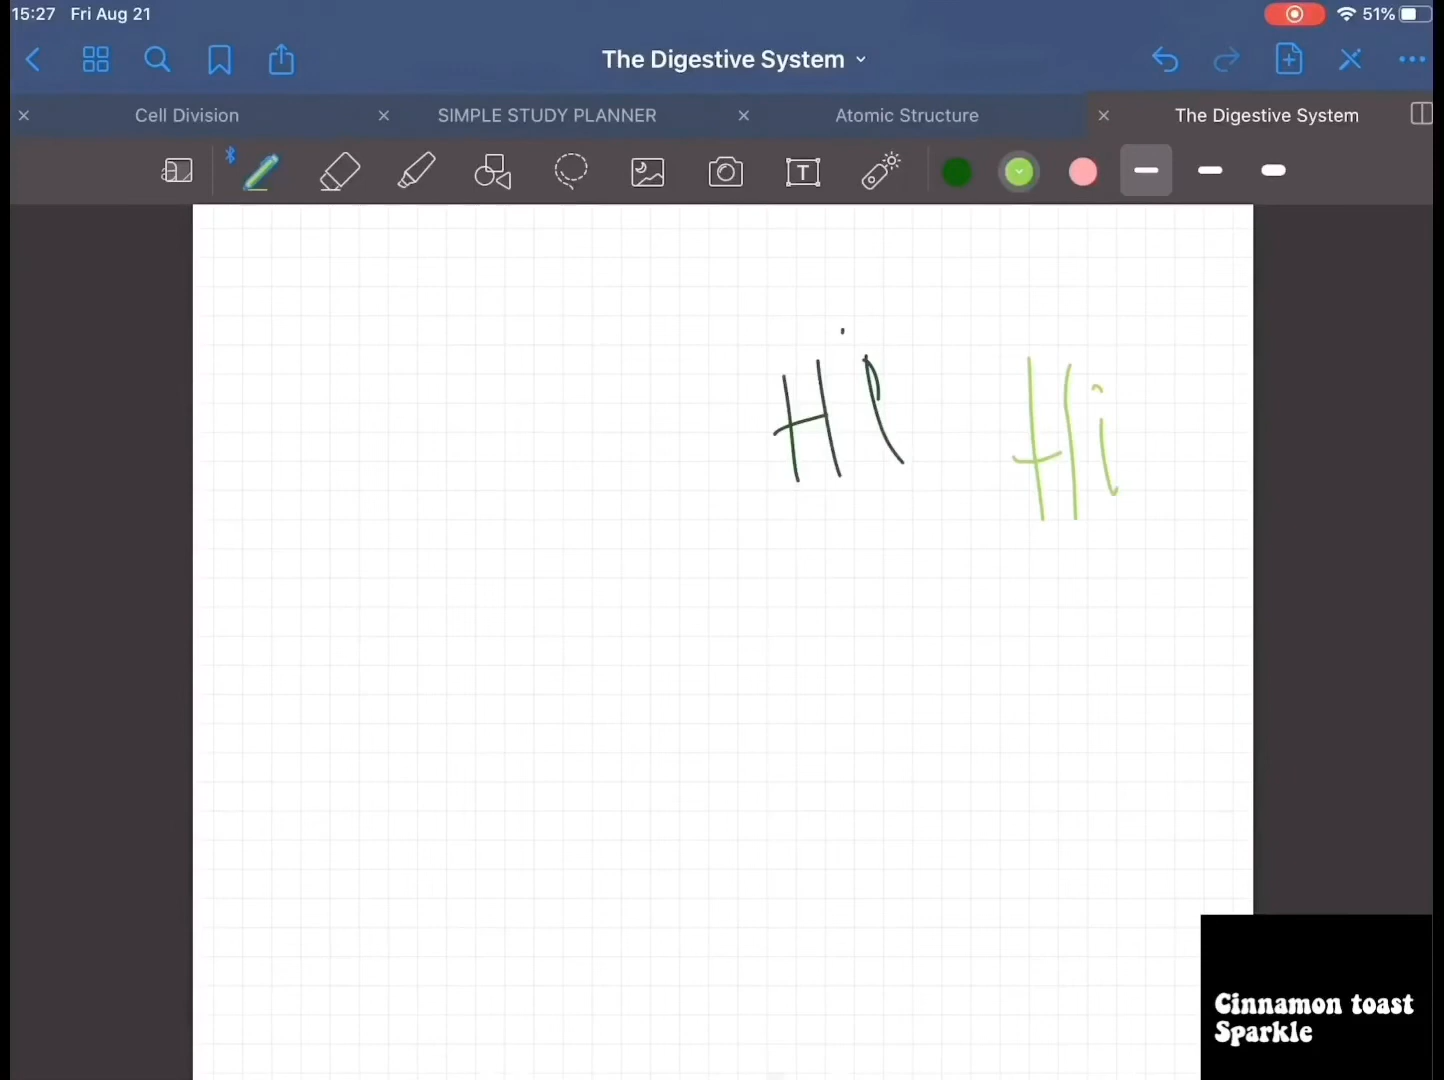 15:27 Fri Aug 21 51%
The Digestive System
Cell Division SIMPLE STUDY PLANNER Atomic Structure The Digestive System
T
Hi Hi
Cinnamon toast
Sparkle